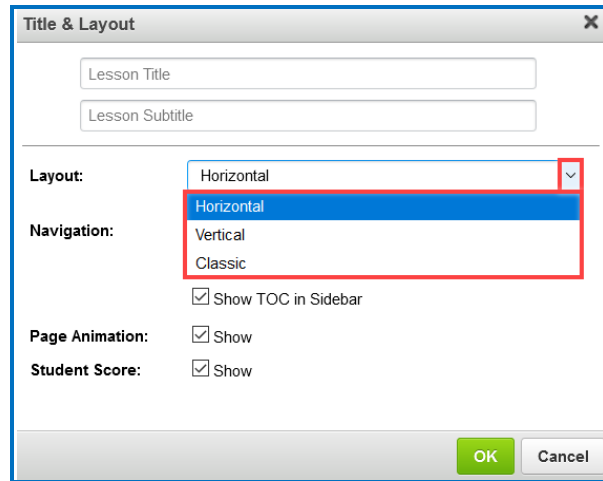 Title & Layout
Lesson Title
Lesson Subtitle
Layout: Horizontal
Horizontal
Navigation:
Vertical
Classic
Show TOC in Sidebar
Page Animation: Show
Student Score: Show
OK Cancel